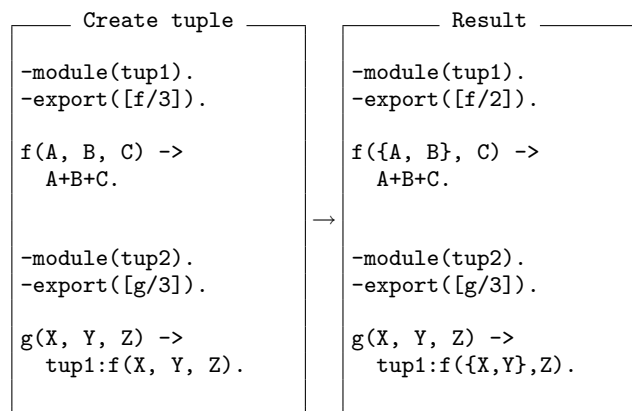 Create tuple
-module(tup1).
-export([f/3]).
f(A, B, C) ->
  A+B+C.
-module(tup2).
-export([g/3]).
g(X, Y, Z) ->
  tup1:f(X, Y, Z).
→
Result
-module(tup1).
-export([f/2]).
f({A, B}, C) ->
  A+B+C.
-module(tup2).
-export([g/3]).
g(X, Y, Z) ->
  tup1:f({X,Y},Z).